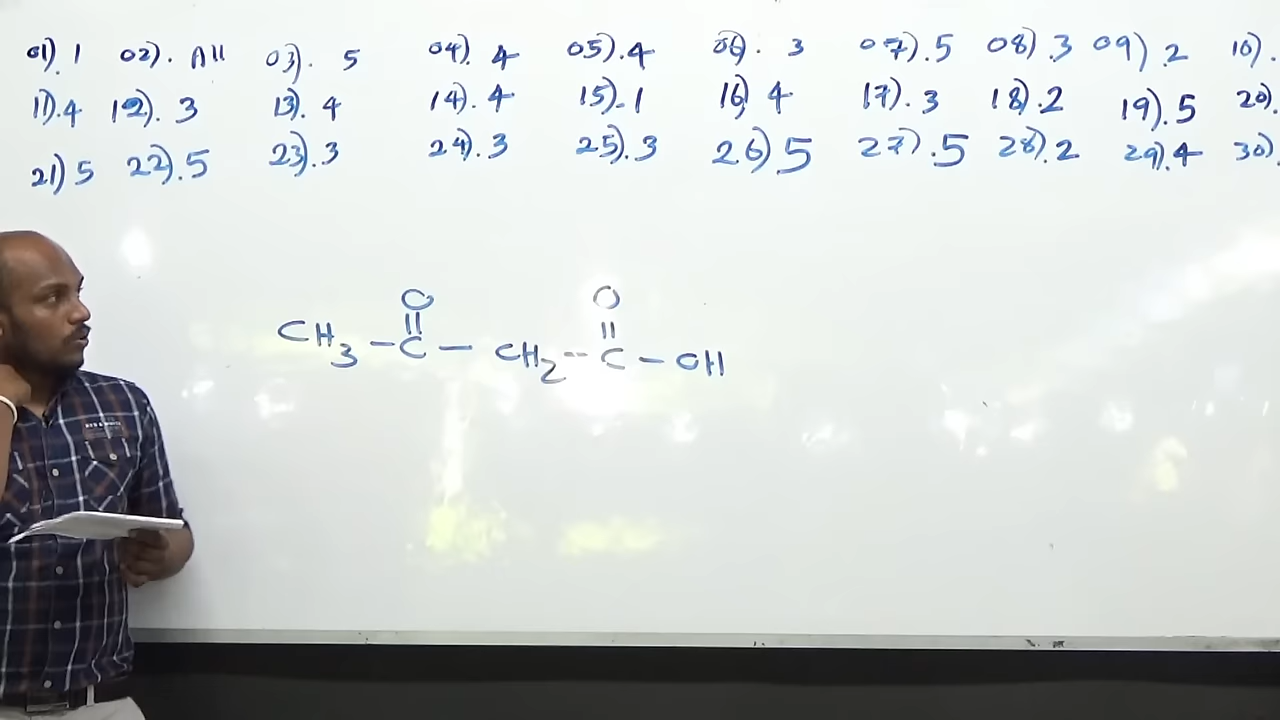 01). 1 02). All 03). 5 04). 4 05). 4 06). 3 07). 5 08). 3 09). 2 10).
11). 4 12). 3 13). 4 14). 4 15). 1 16) 4 17). 3 18). 2 19). 5 20).
21) 5 22). 5 23). 3 24). 3 25). 3 26) 5 27). 5 28). 2 29). 4 30).
O O
|| ||
CH3 – C – CH2 -- C – OH